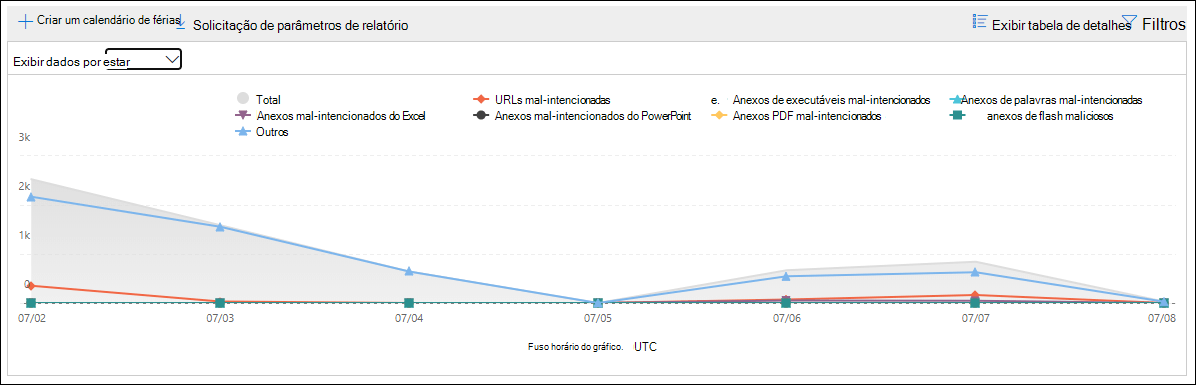 Criar um calendário de férias Solicitação de parâmetros de relatório Exibir tabela de detalhes Filtros
Exibir dados por estar
Total URLs mal-intencionadas e. Anexos de executáveis mal-intencionados Anexos de palavras mal-intencionadas
Anexos mal-intencionados do Excel Anexos mal-intencionados do PowerPoint Anexos PDF mal-intencionados anexos de flash maliciosos
Outros
3k
2k
1k
0
07/02 07/03 07/04 07/05 07/06 07/07 07/08
Fuso horário do gráfico. UTC